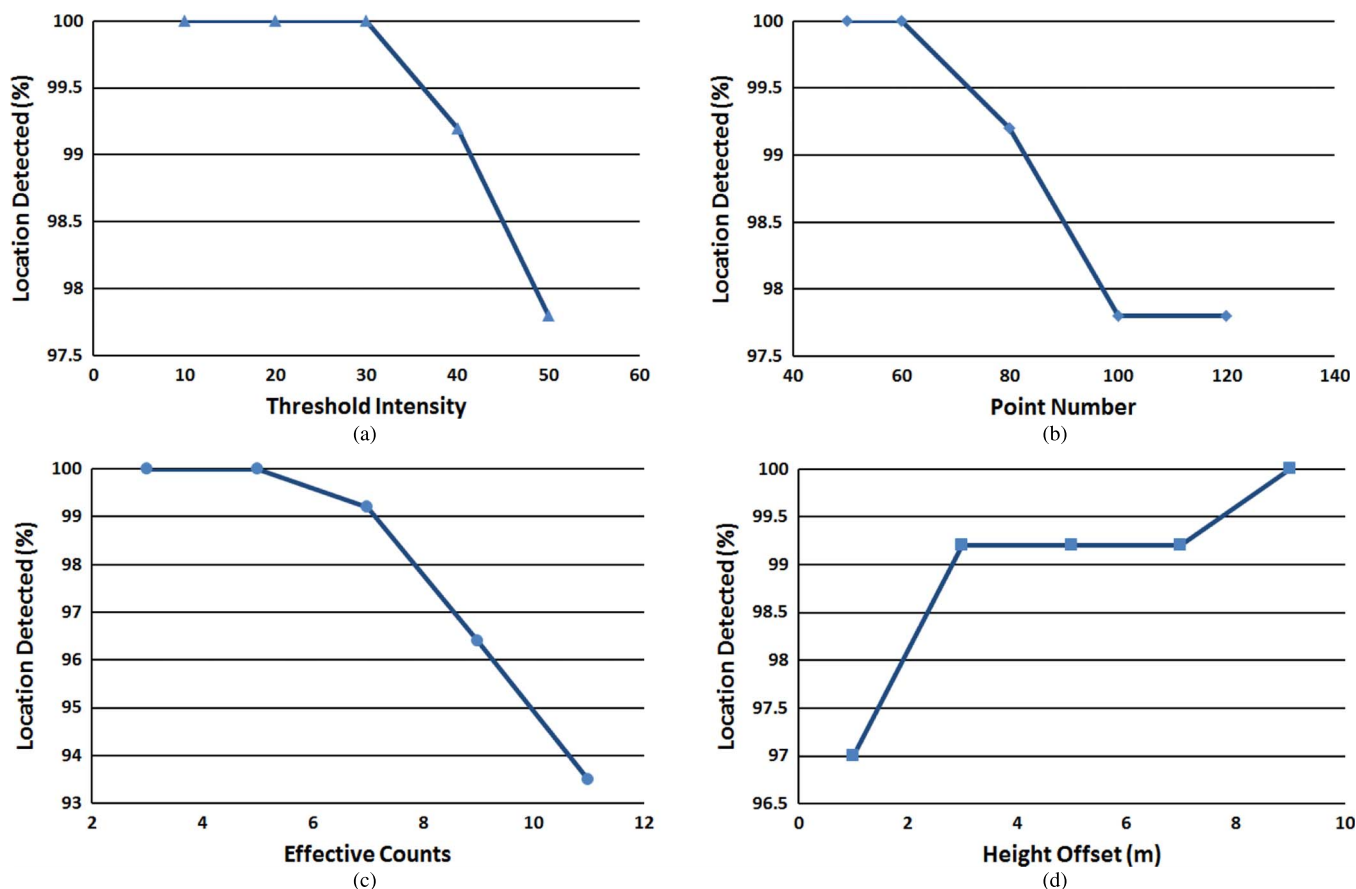 Location Detected (%)
100
99.5
99
98.5
98
97.5
0 10 20 30 40 50 60
Threshold Intensity
(a)
Location Detected (%)
100
99.5
99
98.5
98
97.5
40 60 80 100 120 140
Point Number
(b)
Location Detected (%)
100
99
98
97
96
95
94
93
2 4 6 8 10 12
Effective Counts
(c)
Location Detected (%)
100
99.5
99
98.5
98
97.5
97
96.5
0 2 4 6 8 10
Height Offset (m)
(d)